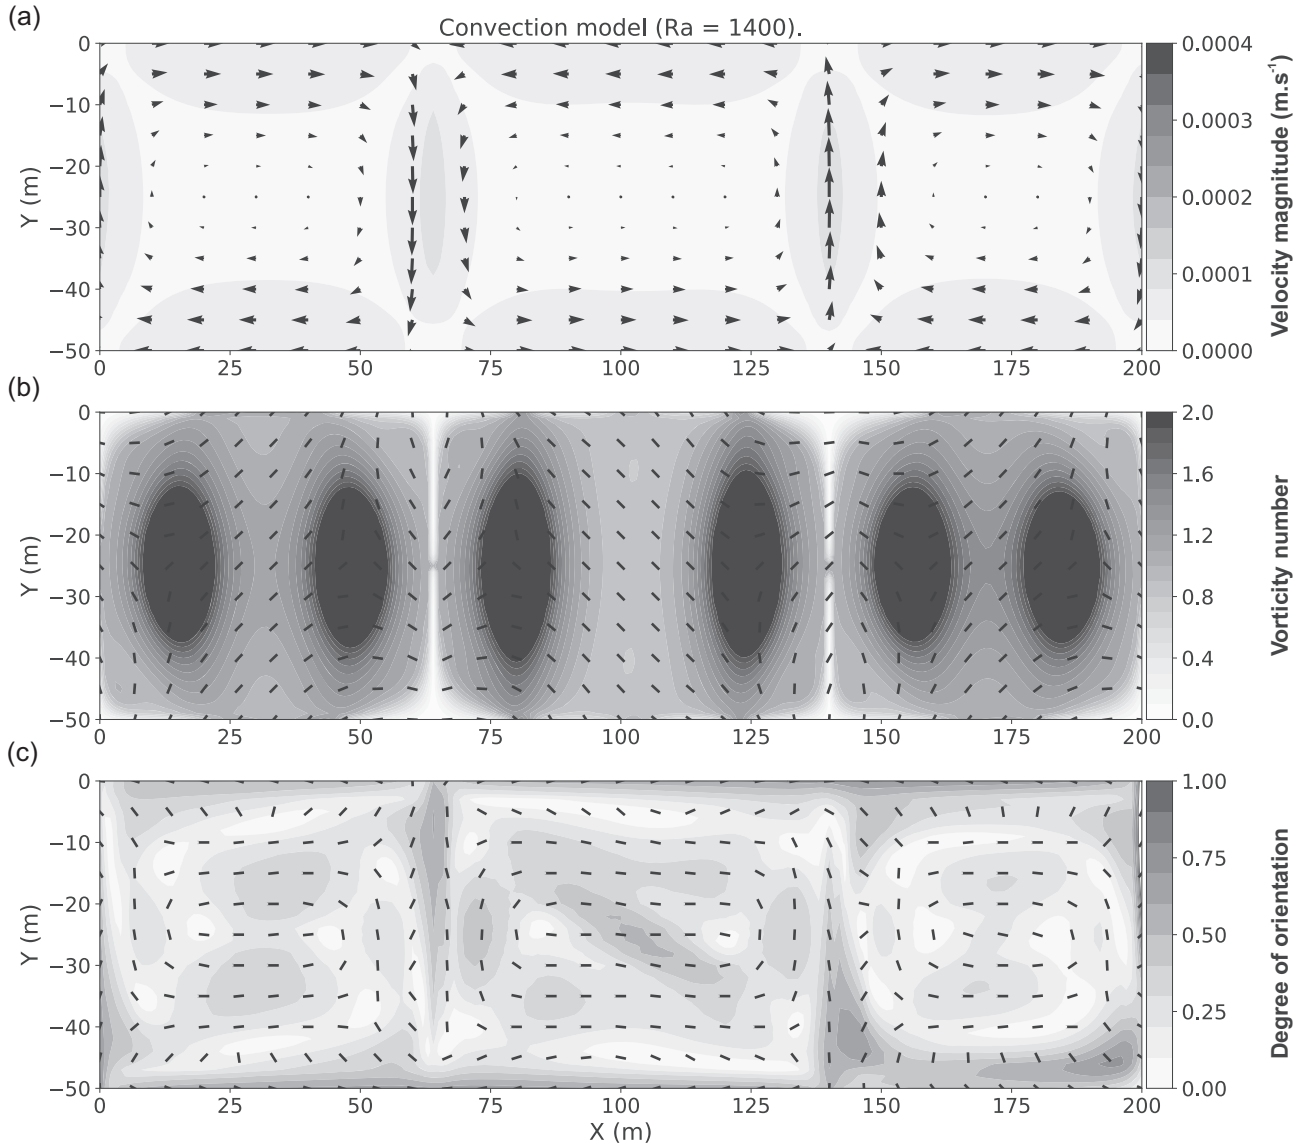 (a)
Convection model (Ra = 1400).
0
−10
−20
−30
−40
−50
Y (m)
0 25 50 75 100 125 150 175 200
0.0004
0.0003
0.0002
0.0001
0.0000
Velocity magnitude (m.s-1)
(b)
0
−10
−20
−30
−40
−50
Y (m)
0 25 50 75 100 125 150 175 200
2.0
1.6
1.2
0.8
0.4
0.0
Vorticity number
(c)
0
−10
−20
−30
−40
−50
Y (m)
0 25 50 75 100 125 150 175 200
X (m)
1.00
0.75
0.50
0.25
0.00
Degree of orientation